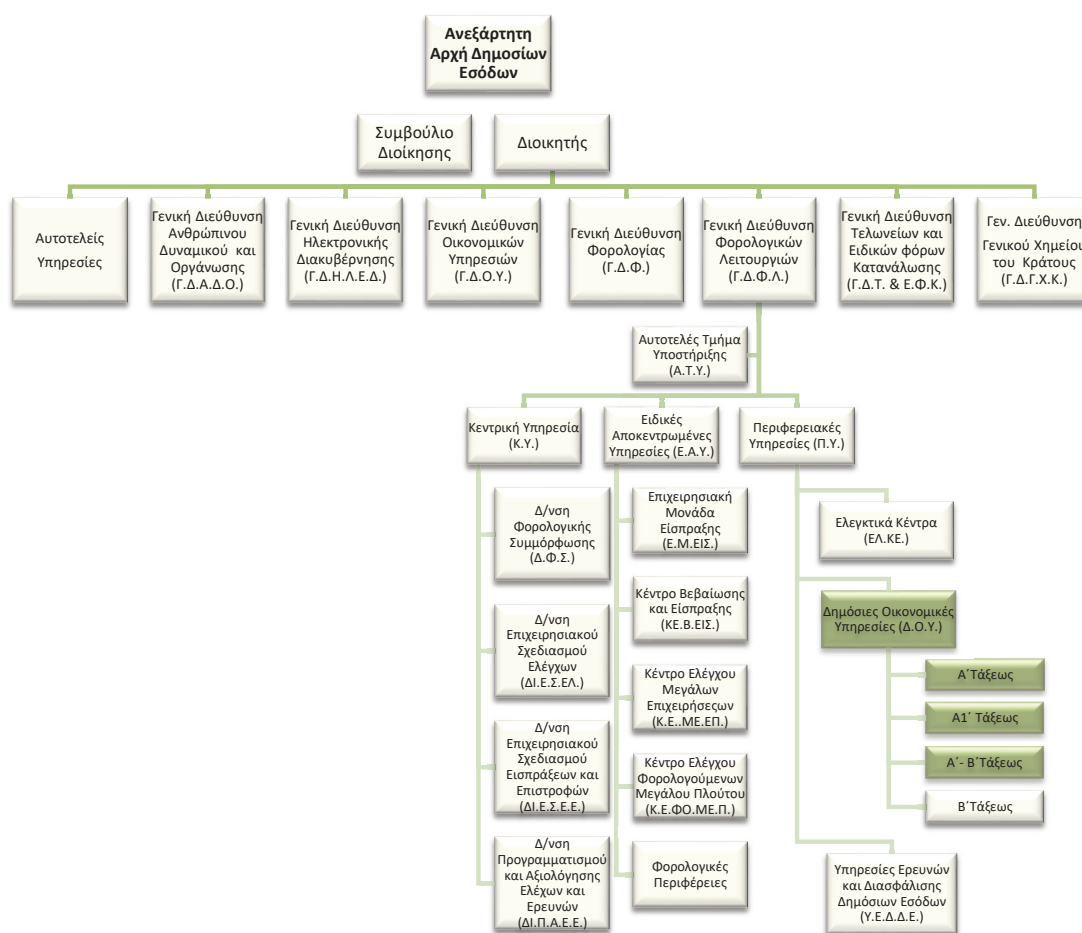 Ανεξάρτητη
Αρχή Δημοσίων
Εσόδων
Συμβούλιο
Διοίκησης
Διοικητής
Αυτοτελείς
Υπηρεσίες
Γενική Διεύθυνση
Ανθρώπινου
Δυναμικού και
Οργάνωσης
(Γ.Δ.Α.Δ.Ο.)
Γενική Διεύθυνση
Ηλεκτρονικής
Διακυβέρνησης
(Γ.Δ.Η.Λ.Ε.Δ.)
Γενική Διεύθυνση
Οικονομικών
Υπηρεσιών
(Γ.Δ.Ο.Υ.)
Γενική Διεύθυνση
Φορολογίας
(Γ.Δ.Φ.)
Γενική Διεύθυνση
Φορολογικών
Λειτουργιών
(Γ.Δ.Φ.Λ.)
Γενική Διεύθυνση
Τελωνείων και
Ειδικών φόρων
Κατανάλωσης
(Γ.Δ.Τ. & Ε.Φ.Κ.)
Γεν. Διεύθυνση
Γενικού Χημείου
του Κράτους
(Γ.Δ.Γ.Χ.Κ.)
Αυτοτελές Τμήμα
Υποστήριξης
(Α.Τ.Υ.)
Κεντρική Υπηρεσία
(Κ.Υ.)
Ειδικές
Αποκεντρωμένες
Υπηρεσίες (Ε.Α.Υ.)
Περιφερειακές
Υπηρεσίες (Π.Υ.)
Δ/νση
Φορολογικής
Συμμόρφωσης
(Δ.Φ.Σ.)
Δ/νση
Επιχειρησιακού
Σχεδιασμού
Ελέγχων
(ΔΙ.Ε.Σ.ΕΛ.)
Δ/νση
Επιχειρησιακού
Σχεδιασμού
Εισπράξεων και
Επιστροφών
(ΔΙ.Ε.Σ.Ε.Ε.)
Δ/νση
Προγραμματισμού
και Αξιολόγησης
Ελέχων και
Ερευνών
(ΔΙ.Π.Α.Ε.Ε.)
Επιχειρησιακή
Μονάδα
Είσπραξης
(Ε.Μ.ΕΙΣ.)
Κέντρο Βεβαίωσης
και Είσπραξης
(ΚΕ.Β.ΕΙΣ.)
Κέντρο Ελέγχου
Μεγάλων
Επιχειρήσεςων
(Κ.Ε..ΜΕ.ΕΠ.)
Κέντρο Ελέγχου
Φορολογούμενων
Μεγάλου Πλούτου
(Κ.Ε.ΦΟ.ΜΕ.Π.)
Φορολογικές
Περιφέρειες
Ελεγκτικά Κέντρα
(ΕΛ.ΚΕ.)
Δημόσιες Οικονομικές
Υπηρεσίες (Δ.Ο.Υ.)
Α΄Τάξεως
Α1΄ Τάξεως
Α΄- Β΄Τάξεως
Β΄Τάξεως
Υπηρεσίες Ερευνών
και Διασφάλισης
Δημόσιων Εσόδων
(Υ.Ε.Δ.Δ.Ε.)